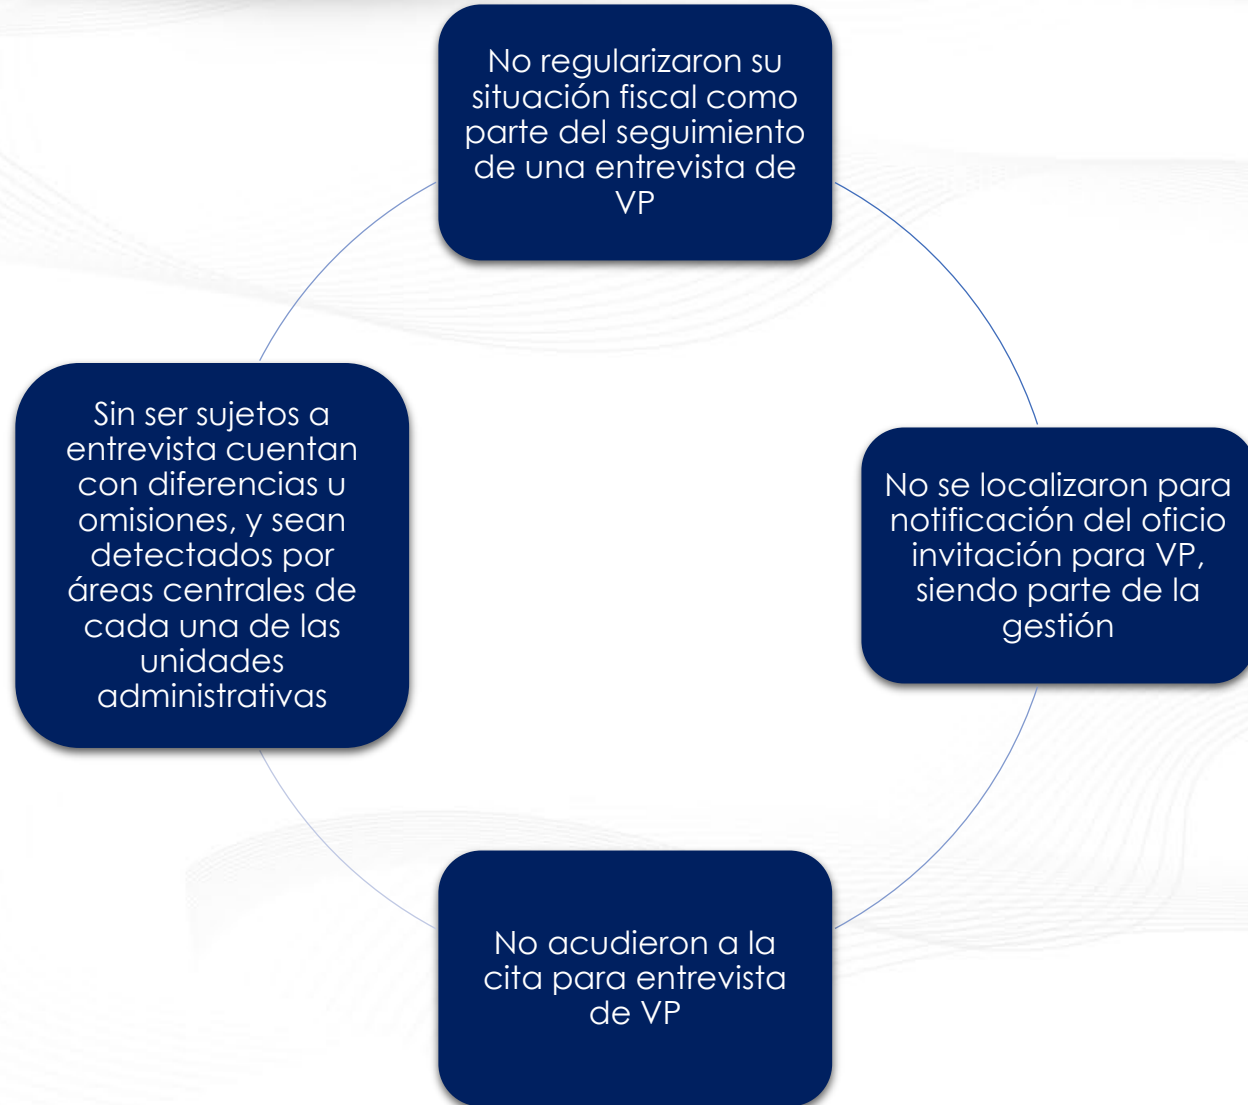 No regularizaron su
situación fiscal como
parte del seguimiento
de una entrevista de
VP
Sin ser sujetos a
entrevista cuentan
con diferencias u
omisiones, y sean
detectados por
áreas centrales de
cada una de las
unidades
administrativas
No se localizaron para
notificación del oficio
invitación para VP,
siendo parte de la
gestión
No acudieron a la
cita para entrevista
de VP